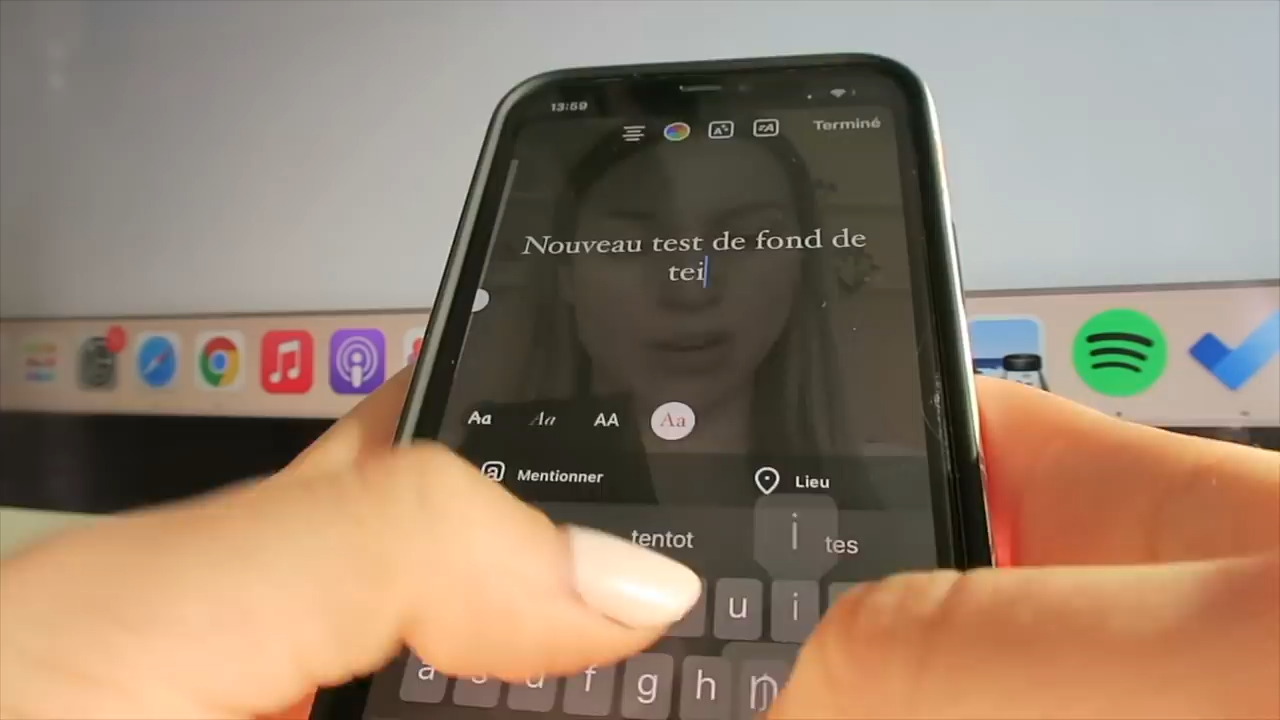 13:59
Terminé
Nouveau test de fond de
tei
Aa Aa AA Aa
Mentionner Lieu
tentot i tes
u i
a s d f g h